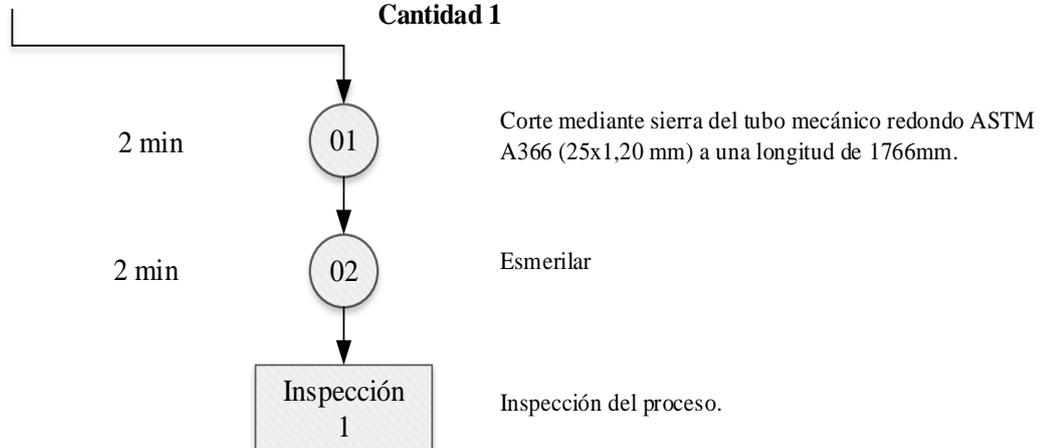 Cantidad 1
2 min
01
Corte mediante sierra del tubo mecánico redondo ASTM
A366 (25x1,20 mm) a una longitud de 1766mm.
2 min
02
Esmerilar
Inspección
1
Inspección del proceso.